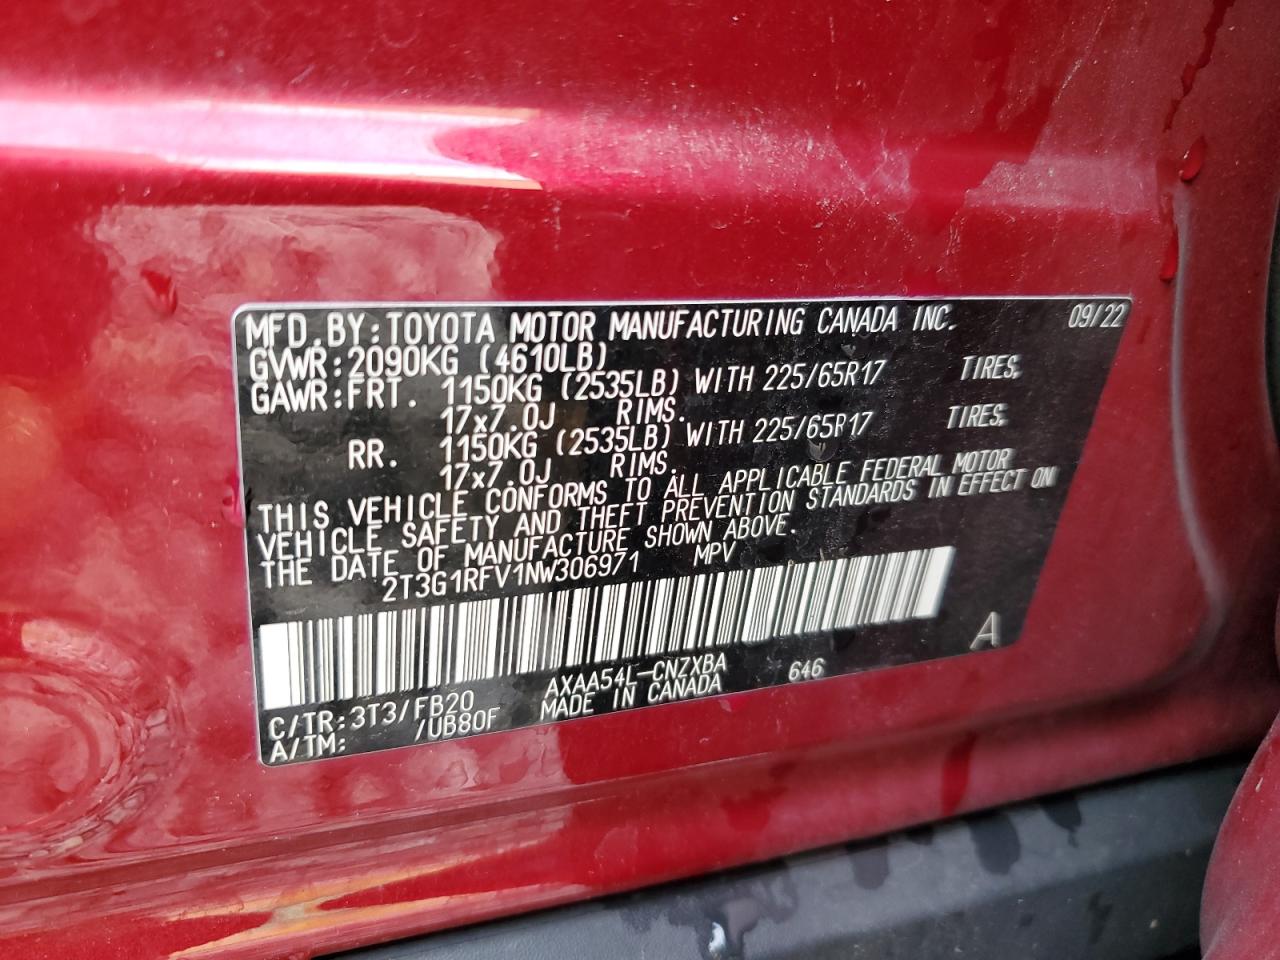 MFD.BY:TOYOTA MOTOR MANUFACTURING CANADA INC. 09/22
GVWR:2090KG (4610LB)
GAWR:FRT. 1150KG (2535LB) WITH 225/65R17 TIRES,
17x7.0J RIMS.
RR. 1150KG (2535LB) WITH 225/65R17 TIRES,
17x7.0J RIMS.
THIS VEHICLE CONFORMS TO ALL APPLICABLE FEDERAL MOTOR
VEHICLE SAFETY AND THEFT PREVENTION STANDARDS IN EFFECT ON
THE DATE OF MANUFACTURE SHOWN ABOVE.
2T3G1RFV1NW306971 MPV
A
C/TR:3T3/FB20 AXAA54L-CNZXBA 646
A/TM: /UB80F MADE IN CANADA